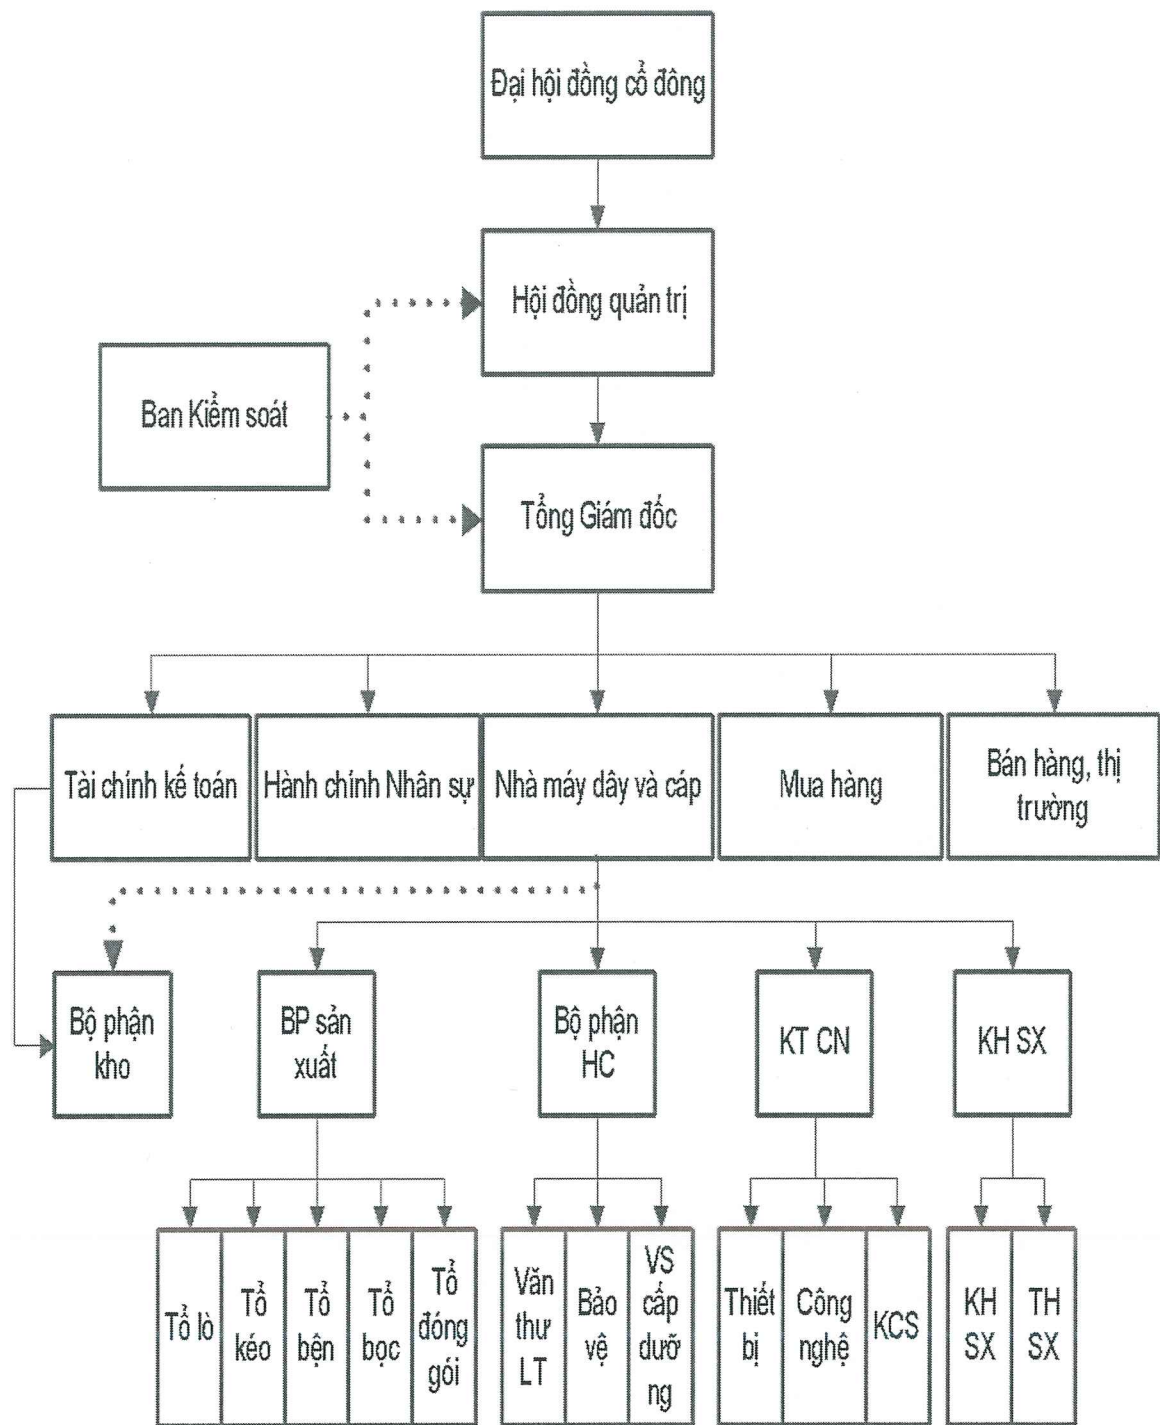 Đại hội đồng cổ đông
Hội đồng quản trị
Ban Kiểm soát
Tổng Giám đốc
Tài chính kế toán
Hành chính Nhân sự
Nhà máy dây và cáp
Mua hàng
Bán hàng, thị
trường
Bộ phận
kho
BP sản
xuất
Bộ phận
HC
KT CN
KH SX
Tổ lò
Tổ
kéo
Tổ
bện
Tổ
bọc
Tổ
đóng
gói
Văn
thư
LT
Bảo
vệ
VS
cấp
dưỡ
ng
Thiết
bị
Công
nghệ
KCS
KH
SX
TH
SX